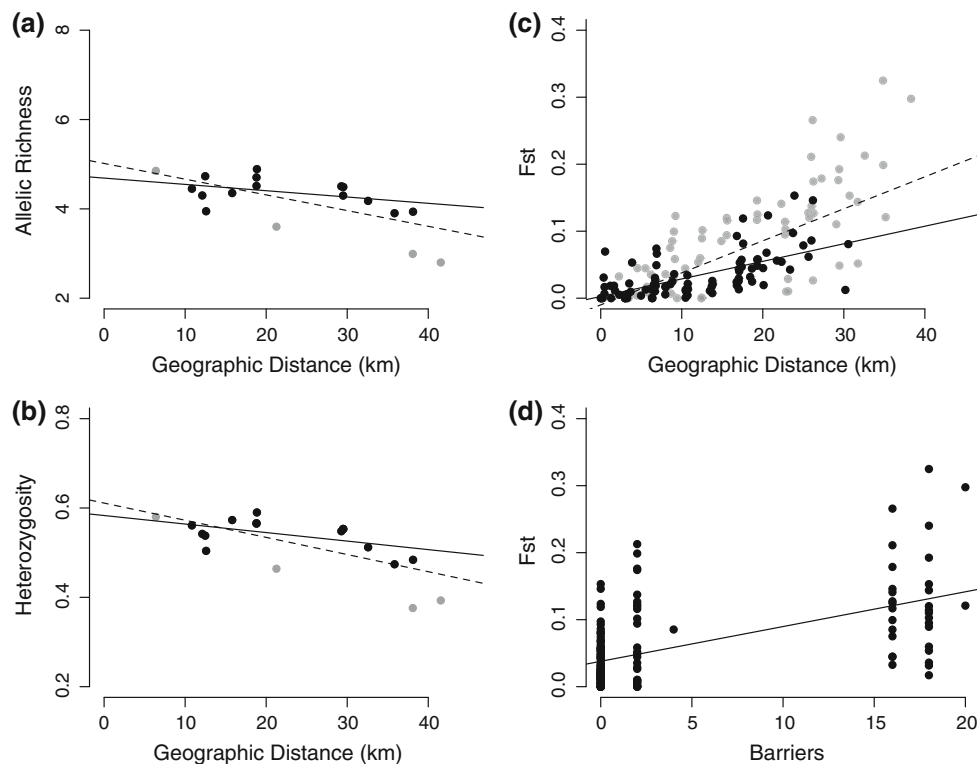 (a)
8
6
4
2
Allelic Richness
0 10 20 30 40
Geographic Distance (km)
(c)
0.4
0.3
0.2
0.1
0.0
Fst
0 10 20 30 40
Geographic Distance (km)
(b)
0.8
0.6
0.4
0.2
Heterozygosity
0 10 20 30 40
Geographic Distance (km)
(d)
0.4
0.3
0.2
0.1
0.0
Fst
0 5 10 15 20
Barriers